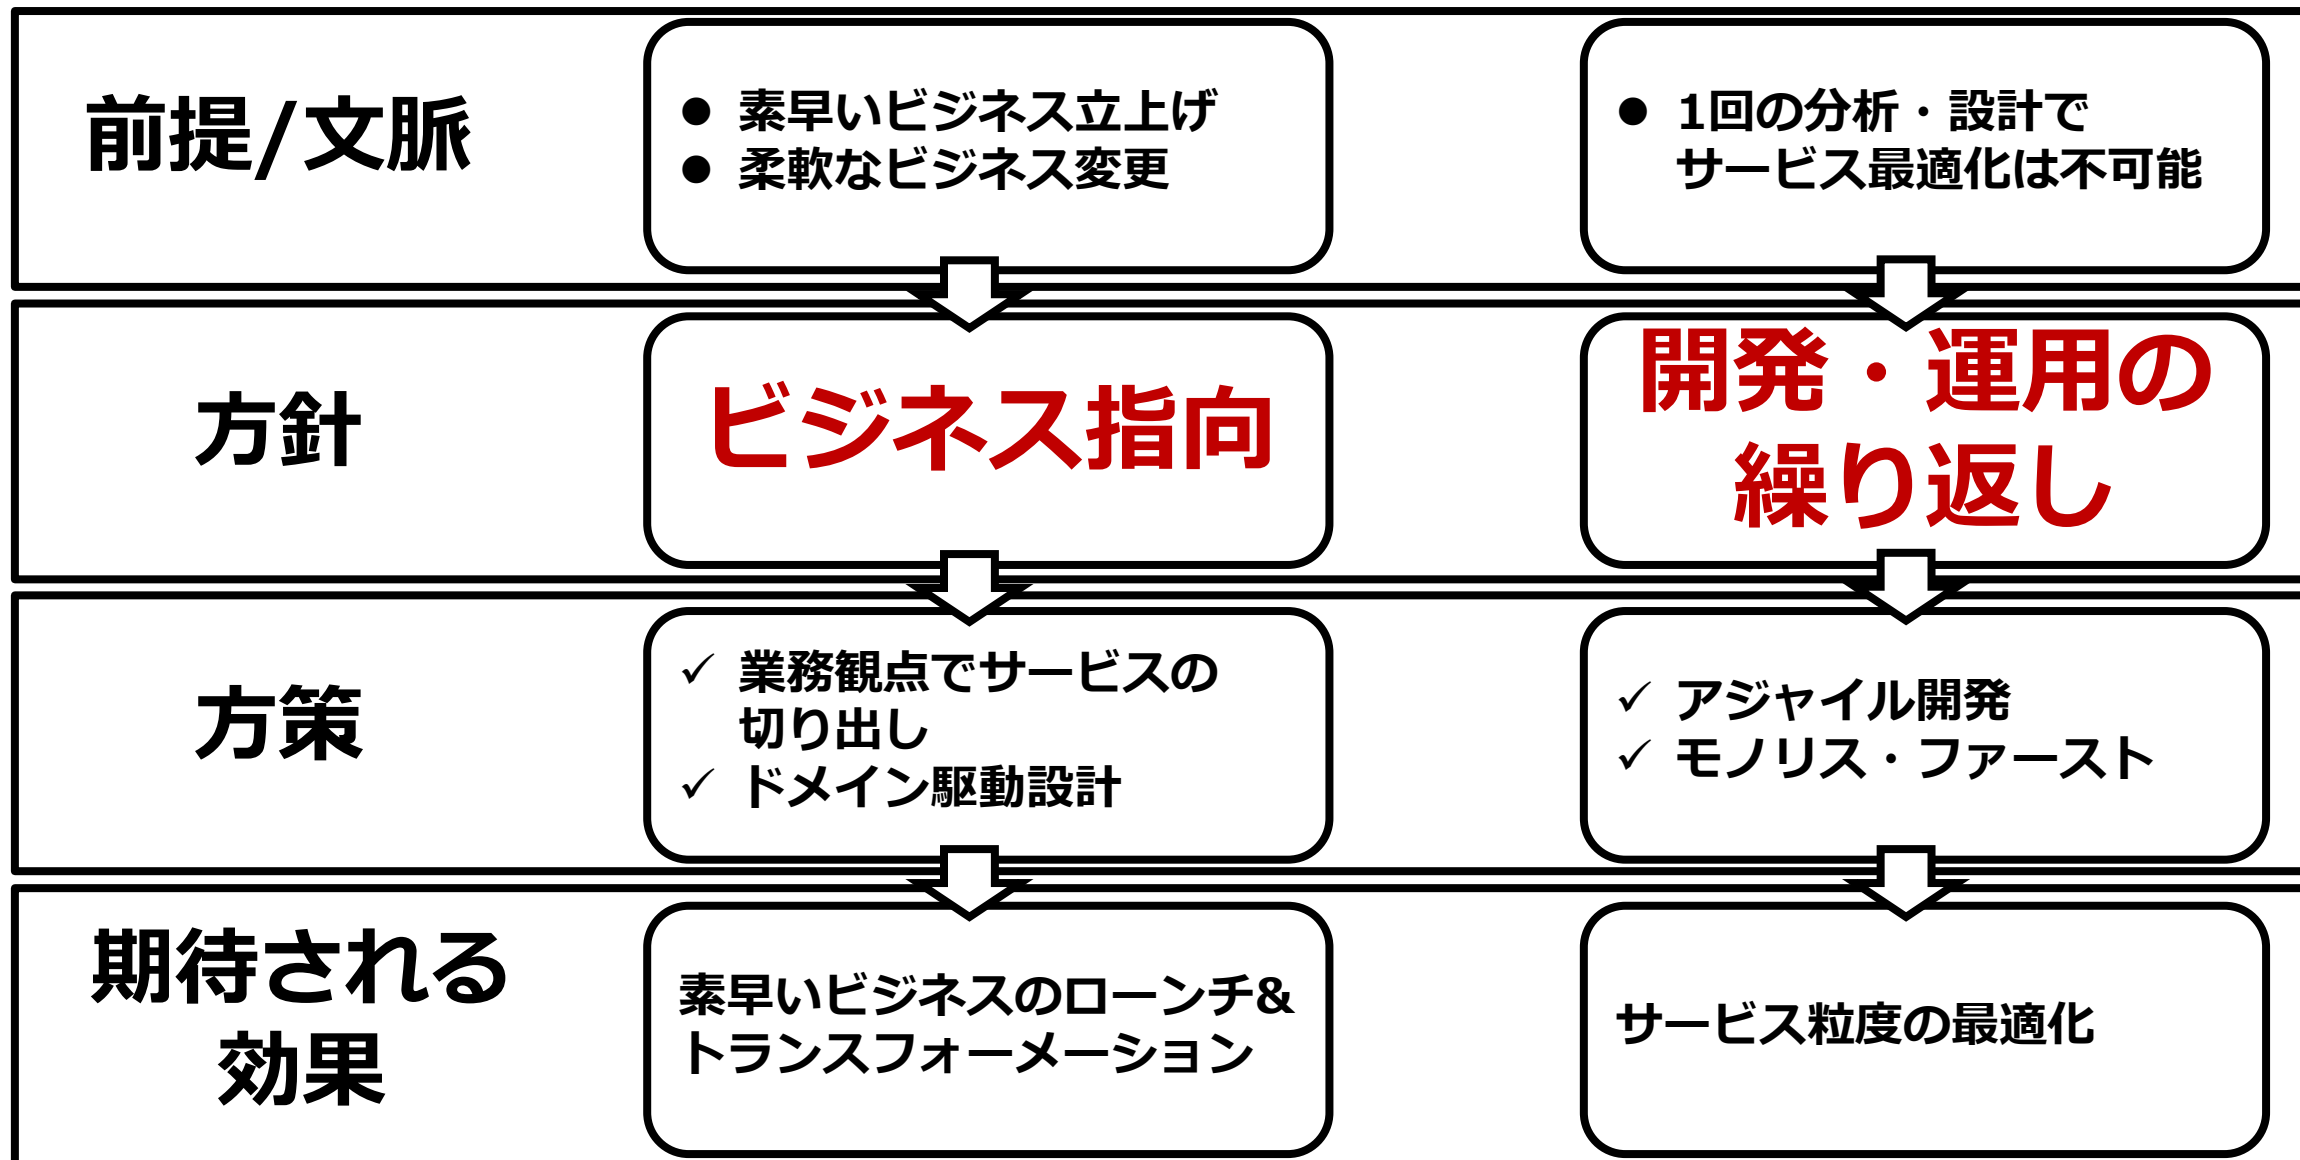 前提/文脈
● 素早いビジネス立上げ
● 柔軟なビジネス変更
● 1回の分析・設計で
サービス最適化は不可能
方針
ビジネス指向
開発・運用の
繰り返し
方策
✓ 業務観点でサービスの
切り出し
✓ ドメイン駆動設計
✓ アジャイル開発
✓ モノリス・ファースト
期待される
効果
素早いビジネスのローンチ&
トランスフォーメーション
サービス粒度の最適化